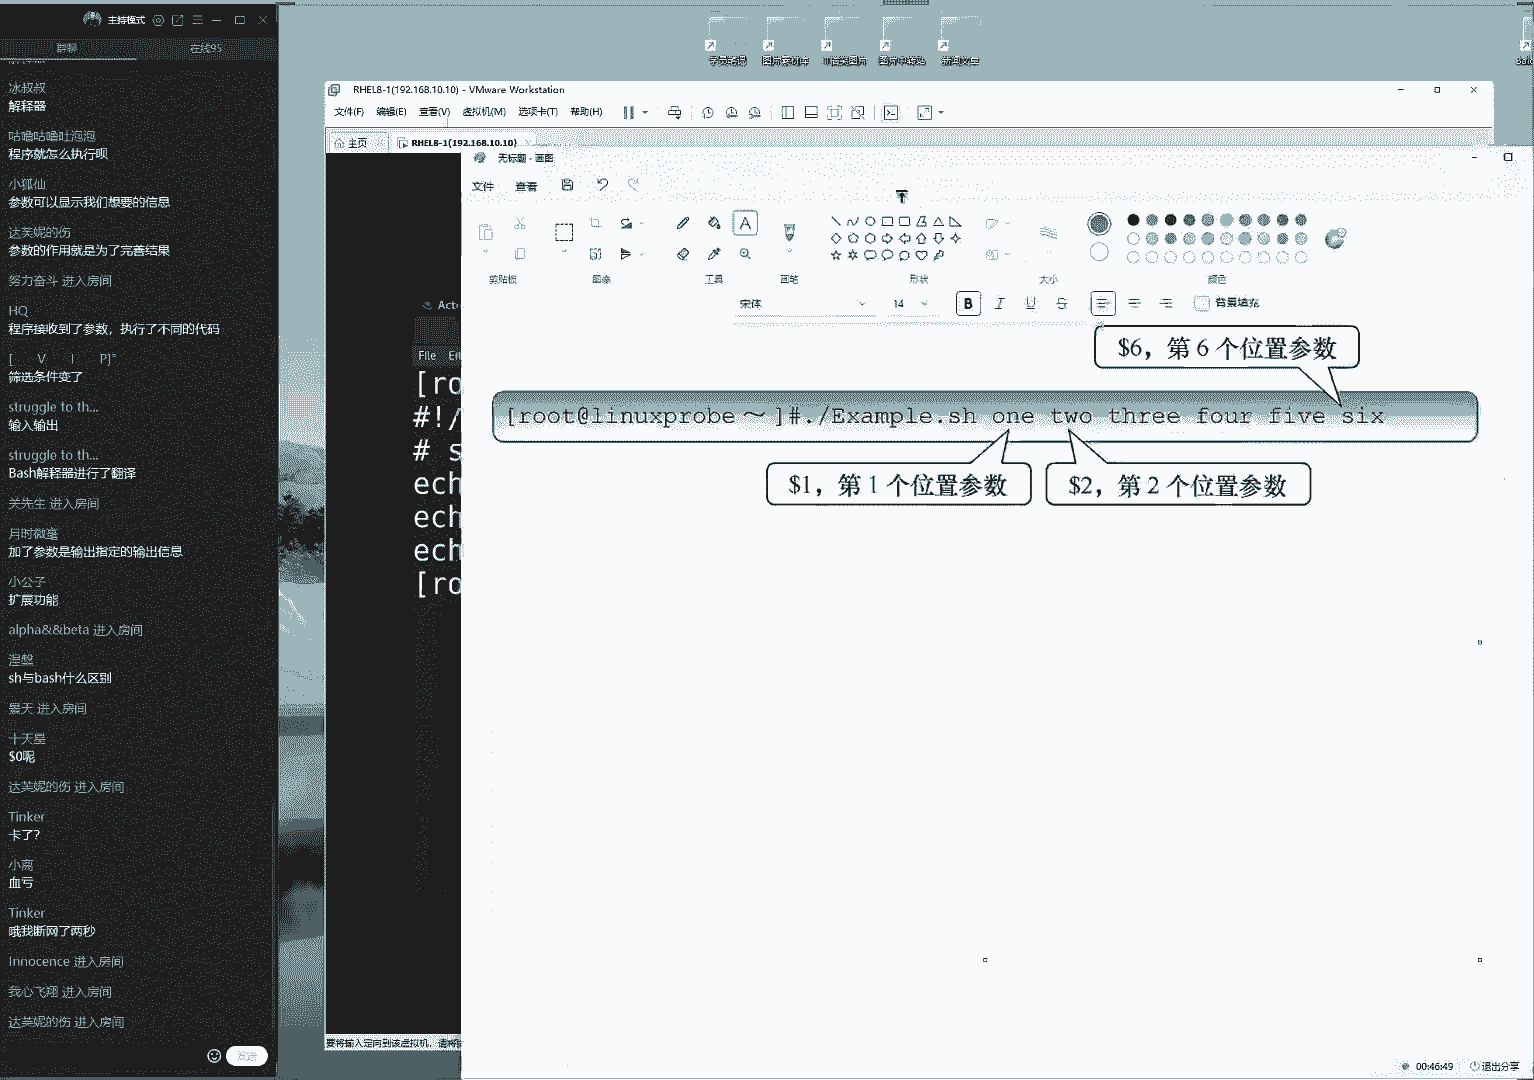 主持模式
群聊
在线95
冰叔叔
解释器
咕噜咕噜吐泡泡
程序就怎么执行呗
小狐仙
参数可以显示我们想要的信息
达芙妮的伤
参数的作用就是为了完善结果
努力奋斗 进入房间
HQ
程序接收到了参数，执行了不同的代码
[ V I P]°
筛选条件变了
struggle to th...
输入输出
struggle to th...
Bash解释器进行了翻译
关先生 进入房间
月时微毫
加了参数是输出指定的输出信息
小公子
扩展功能
alpha&&beta 进入房间
涅盤
sh与bash什么区别
昊天 进入房间
十天星
$0呢
达芙妮的伤 进入房间
Tinker
卡了?
小离
血亏
Tinker
哦我断网了两秒
Innocence 进入房间
我心飞翔 进入房间
达芙妮的伤 进入房间
发送
RHEL8-1(192.168.10.10) - VMware Workstation
文件(F) 编辑(E) 查看(V) 虚拟机(M) 选项卡(T) 帮助(H)
主页
RHEL8-1(192.168.10.10)
无标题 - 画图
文件 查看
剪贴板 图像 工具 画笔 形状 大小 颜色
宋体 14 B I U S 背景填充
Act
File
[ro
#!/
# s
ech
ech
ech
[ro
$6，第 6 个位置参数
[root@linuxprobe ～ ]#./Example.sh one two three four five six
$1，第 1 个位置参数
$2，第 2 个位置参数
要将输入定向到该虚拟机，请
00:46:49 退出分享